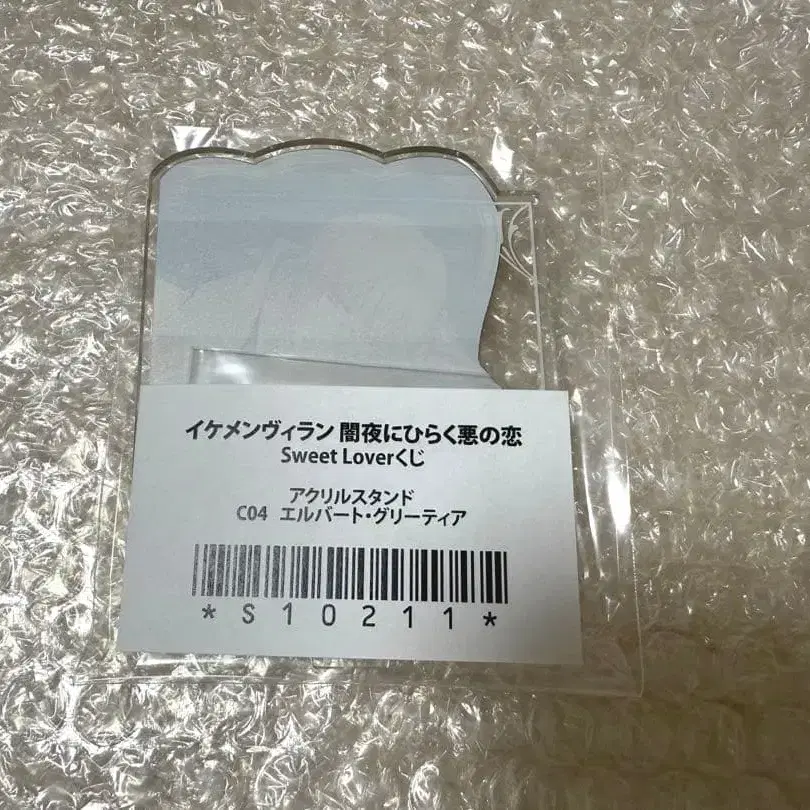 イケメンヴィラン 闇夜にひらく悪の恋
Sweet Loverくじ
アクリルスタンド
C04 エルバート・グリーティア
*S10211*